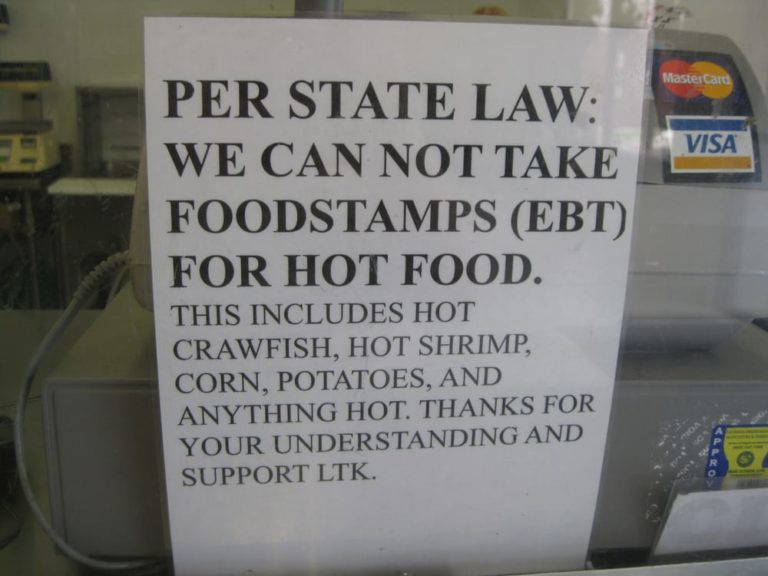 PER STATE LAW:
WE CAN NOT TAKE
FOODSTAMPS (EBT)
FOR HOT FOOD.
THIS INCLUDES HOT
CRAWFISH, HOT SHRIMP,
CORN, POTATOES, AND
ANYTHING HOT. THANKS FOR
YOUR UNDERSTANDING AND
SUPPORT LTK.
MasterCard
VISA
APPROV